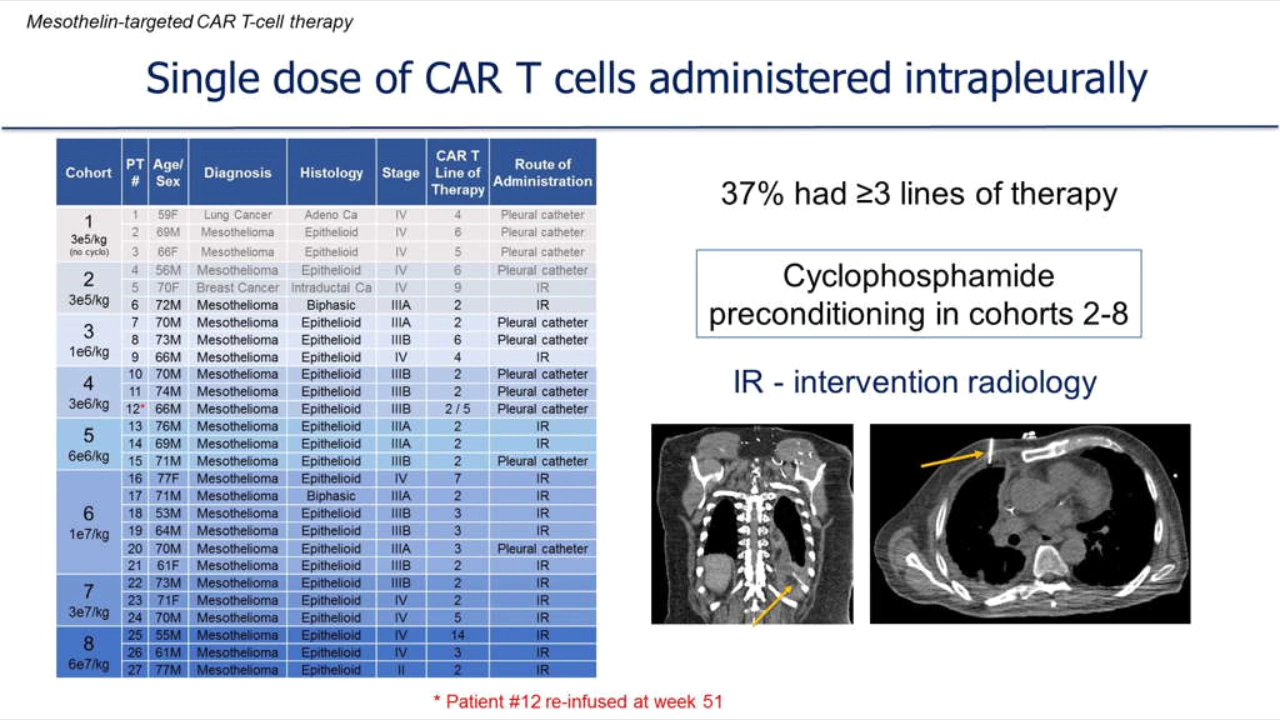 Mesothelin-targeted CAR T-cell therapy
Single dose of CAR T cells administered intrapleurally
Cohort PT # Age/ Sex Diagnosis Histology Stage CAR T Line of Therapy Route of Administration
1 3e5/kg (no cyclo)
1 59F Lung Cancer Adeno Ca IV 4 Pleural catheter
2 69M Mesothelioma Epithelioid IV 6 Pleural catheter
3 66F Mesothelioma Epithelioid IV 5 Pleural catheter
2 3e5/kg
4 56M Mesothelioma Epithelioid IV 6 Pleural catheter
5 70F Breast Cancer Intraductal Ca IV 9 IR
6 72M Mesothelioma Biphasic IIIA 2 IR
3 1e6/kg
7 70M Mesothelioma Epithelioid IIIA 2 Pleural catheter
8 73M Mesothelioma Epithelioid IIIB 6 Pleural catheter
9 66M Mesothelioma Epithelioid IV 4 IR
4 3e6/kg
10 70M Mesothelioma Epithelioid IIIB 2 Pleural catheter
11 74M Mesothelioma Epithelioid IIIB 2 Pleural catheter
12* 66M Mesothelioma Epithelioid IIIB 2 / 5 Pleural catheter
5 6e6/kg
13 76M Mesothelioma Epithelioid IIIA 2 IR
14 69M Mesothelioma Epithelioid IIIA 2 IR
15 71M Mesothelioma Epithelioid IIIB 2 Pleural catheter
6 1e7/kg
16 77F Mesothelioma Epithelioid IV 7 IR
17 71M Mesothelioma Biphasic IIIA 2 IR
18 53M Mesothelioma Epithelioid IIIB 3 IR
19 64M Mesothelioma Epithelioid IIIB 3 IR
20 70M Mesothelioma Epithelioid IIIA 3 Pleural catheter
21 61F Mesothelioma Epithelioid IIIB 2 IR
7 3e7/kg
22 73M Mesothelioma Epithelioid IIIB 2 IR
23 71F Mesothelioma Epithelioid IV 2 IR
24 70M Mesothelioma Epithelioid IV 5 IR
8 6e7/kg
25 55M Mesothelioma Epithelioid IV 14 IR
26 61M Mesothelioma Epithelioid IV 3 IR
27 77M Mesothelioma Epithelioid II 2 IR
37% had ≥3 lines of therapy
Cyclophosphamide
preconditioning in cohorts 2-8
IR - intervention radiology
* Patient #12 re-infused at week 51